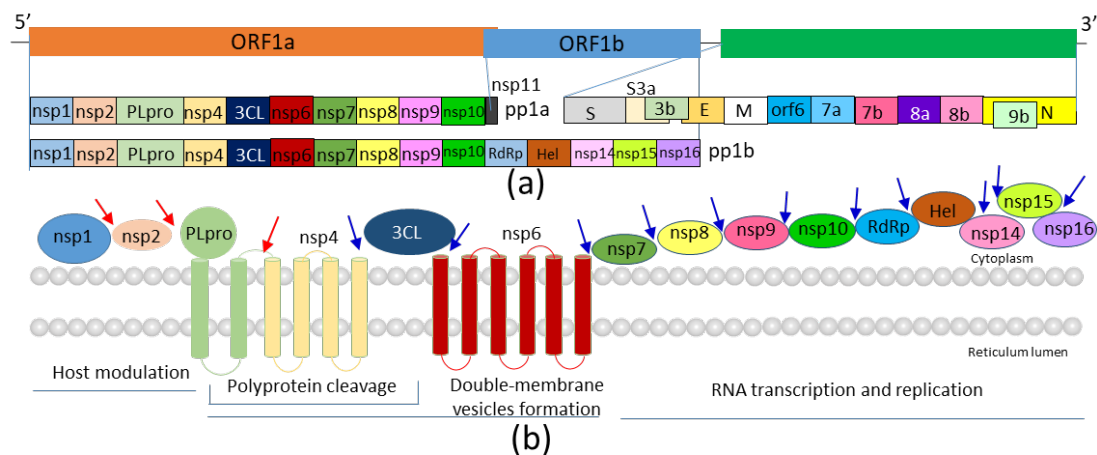 5’ 3’
ORF1a ORF1b
nsp11 S3a
nsp1 nsp2 PLpro nsp4 3CL nsp6 nsp7 nsp8 nsp9 nsp10 pp1a S 3b E M orf6 7a 7b 8a 8b 9b N
nsp1 nsp2 PLpro nsp4 3CL nsp6 nsp7 nsp8 nsp9 nsp10 RdRp Hel nsp14 nsp15 nsp16 pp1b
(a)
nsp1 nsp2 PLpro nsp4 3CL nsp6 nsp7 nsp8 nsp9 nsp10 RdRp Hel nsp14 nsp15 nsp16
Cytoplasm
Reticulum lumen
Host modulation
Polyprotein cleavage
Double-membrane
vesicles formation
RNA transcription and replication
(b)